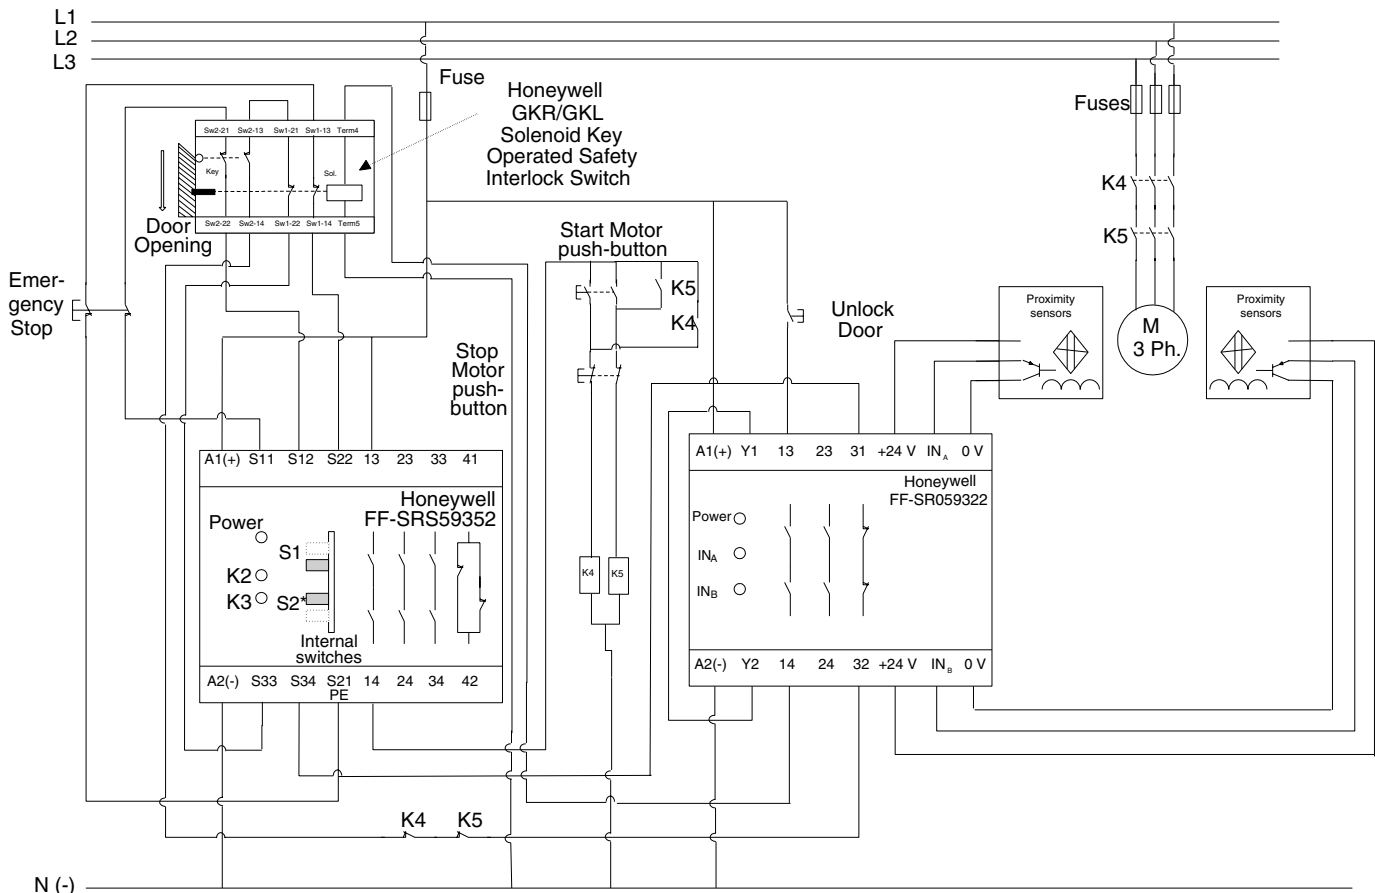 L1
L2
L3
Fuse
Honeywell
GKR/GKL
Solenoid Key
Operated Safety
Interlock Switch
Fuses
Sw2-21 Sw2-13 Sw1-21 Sw1-13 Term4
Key
Sol.
Sw2-22 Sw2-14 Sw1-22 Sw1-14 Term5
Door
Opening
K4
K5
Start Motor
push-button
Emer-
gency
Stop
K5
K4
Unlock
Door
Proximity
sensors
M
3 Ph.
Proximity
sensors
Stop
Motor
push-
button
A1(+) S11 S12 S22 13 23 33 41
Honeywell
FF-SRS59352
Power
S1
K2
K3
S2*
Internal
switches
A2(-) S33 S34 S21 14 24 34 42
PE
K4
K5
A1(+) Y1 13 23 31 +24 V INA 0 V
Honeywell
FF-SR059322
Power
INA
INB
A2(-) Y2 14 24 32 +24 V INB 0 V
K4
K5
N (-)